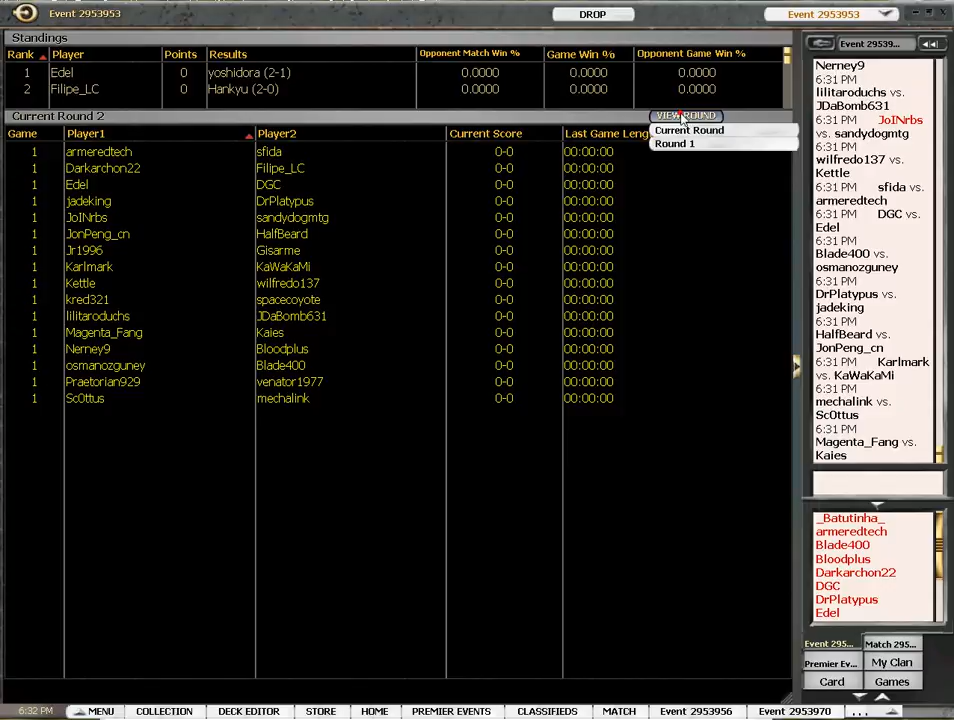 Event 2953953
DROP
Event 2953953
Standings
Rank Player Points Results Opponent Match Win % Game Win % Opponent Game Win %
1 Edel 0 yoshidora (2-1) 0.0000 0.0000 0.0000
2 Filipe_LC 0 Hankyu (2-0) 0.0000 0.0000 0.0000
Current Round 2
VIEW ROUND
Current Round
Round 1
Game Player1 Player2 Current Score Last Game Leng
1 armeredtech sfida 0-0 00:00:00
1 Darkarchon22 Filipe_LC 0-0 00:00:00
1 Edel DGC 0-0 00:00:00
1 jadeking DrPlatypus 0-0 00:00:00
1 JoINrbs sandydogmtg 0-0 00:00:00
1 JonPeng_cn HalfBeard 0-0 00:00:00
1 Jr1996 Gisarme 0-0 00:00:00
1 Karlmark KaWaKaMi 0-0 00:00:00
1 Kettle wilfredo137 0-0 00:00:00
1 kred321 spacecoyote 0-0 00:00:00
1 lilitaroduchs JDaBomb631 0-0 00:00:00
1 Magenta_Fang Kaies 0-0 00:00:00
1 Nerney9 Bloodplus 0-0 00:00:00
1 osmanozguney Blade400 0-0 00:00:00
1 Praetorian929 venator1977 0-0 00:00:00
1 Sc0ttus mechalink 0-0 00:00:00
Event 29539...
Nerney9
6:31 PM
lilitaroduchs vs.
JDaBomb631
6:31 PM JoINrbs
vs. sandydogmtg
6:31 PM
wilfredo137 vs.
Kettle
6:31 PM sfida vs.
armeredtech
6:31 PM DGC vs.
Edel
6:31 PM
Blade400 vs.
osmanozguney
6:31 PM
DrPlatypus vs.
jadeking
6:31 PM
HalfBeard vs.
JonPeng_cn
6:31 PM Karlmark
vs. KaWaKaMi
6:31 PM
mechalink vs.
Sc0ttus
6:31 PM
Magenta_Fang vs.
Kaies
_Batutinha_
armeredtech
Blade400
Bloodplus
Darkarchon22
DGC
DrPlatypus
Edel
Event 295... Match 295...
Premier Ev... My Clan
Card Games
6:32 PM MENU COLLECTION DECK EDITOR STORE HOME PREMIER EVENTS CLASSIFIEDS MATCH Event 2953956 Event 2953970 ...